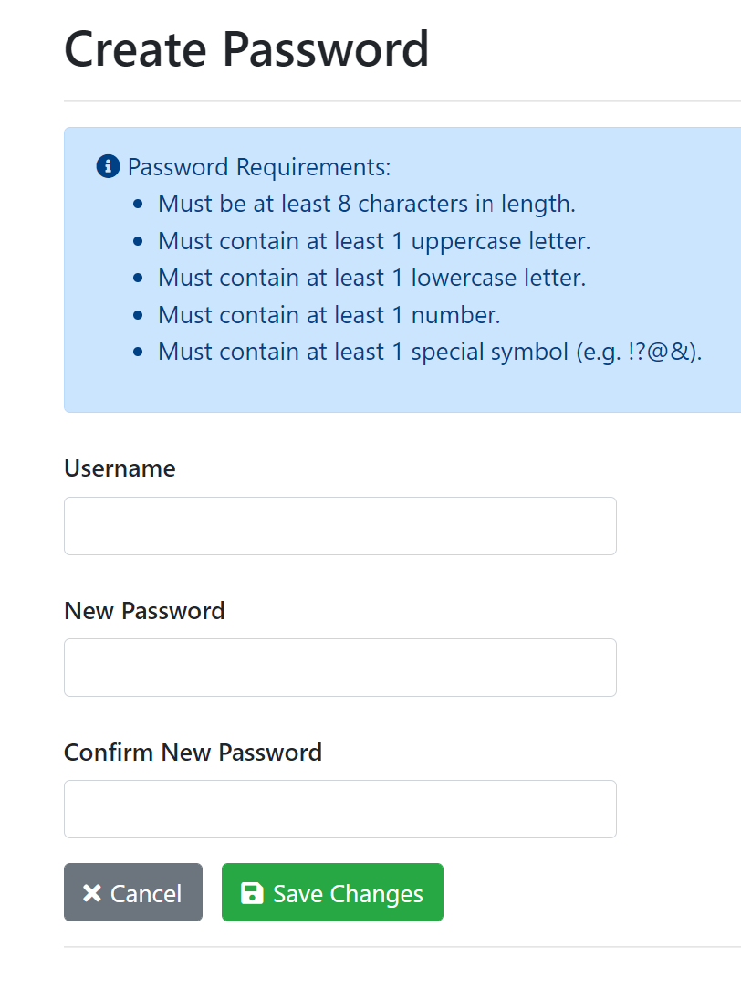 Create Password
Password Requirements:
• Must be at least 8 characters in length.
• Must contain at least 1 uppercase letter.
• Must contain at least 1 lowercase letter.
• Must contain at least 1 number.
• Must contain at least 1 special symbol (e.g. !?@&).
Username
New Password
Confirm New Password
Cancel Save Changes